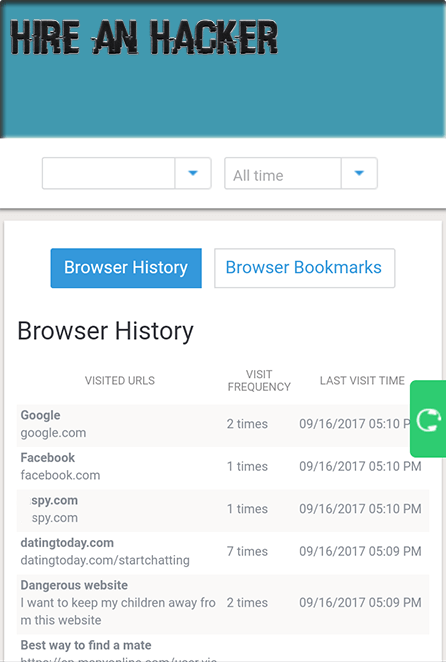 HIRE AN HACKER
All time
Browser History
Browser Bookmarks
Browser History
VISITED URLS
VISIT FREQUENCY
LAST VISIT TIME
Google
google.com
2 times
09/16/2017 05:10 P
Facebook
facebook.com
1 times
09/16/2017 05:10 PM
spy.com
spy.com
1 times
09/16/2017 05:10 PM
datingtoday.com
datingtoday.com/startchatting
7 times
09/16/2017 05:09 PM
Dangerous website
I want to keep my children away fro
m this website
2 times
09/16/2017 05:09 PM
Best way to find a mate